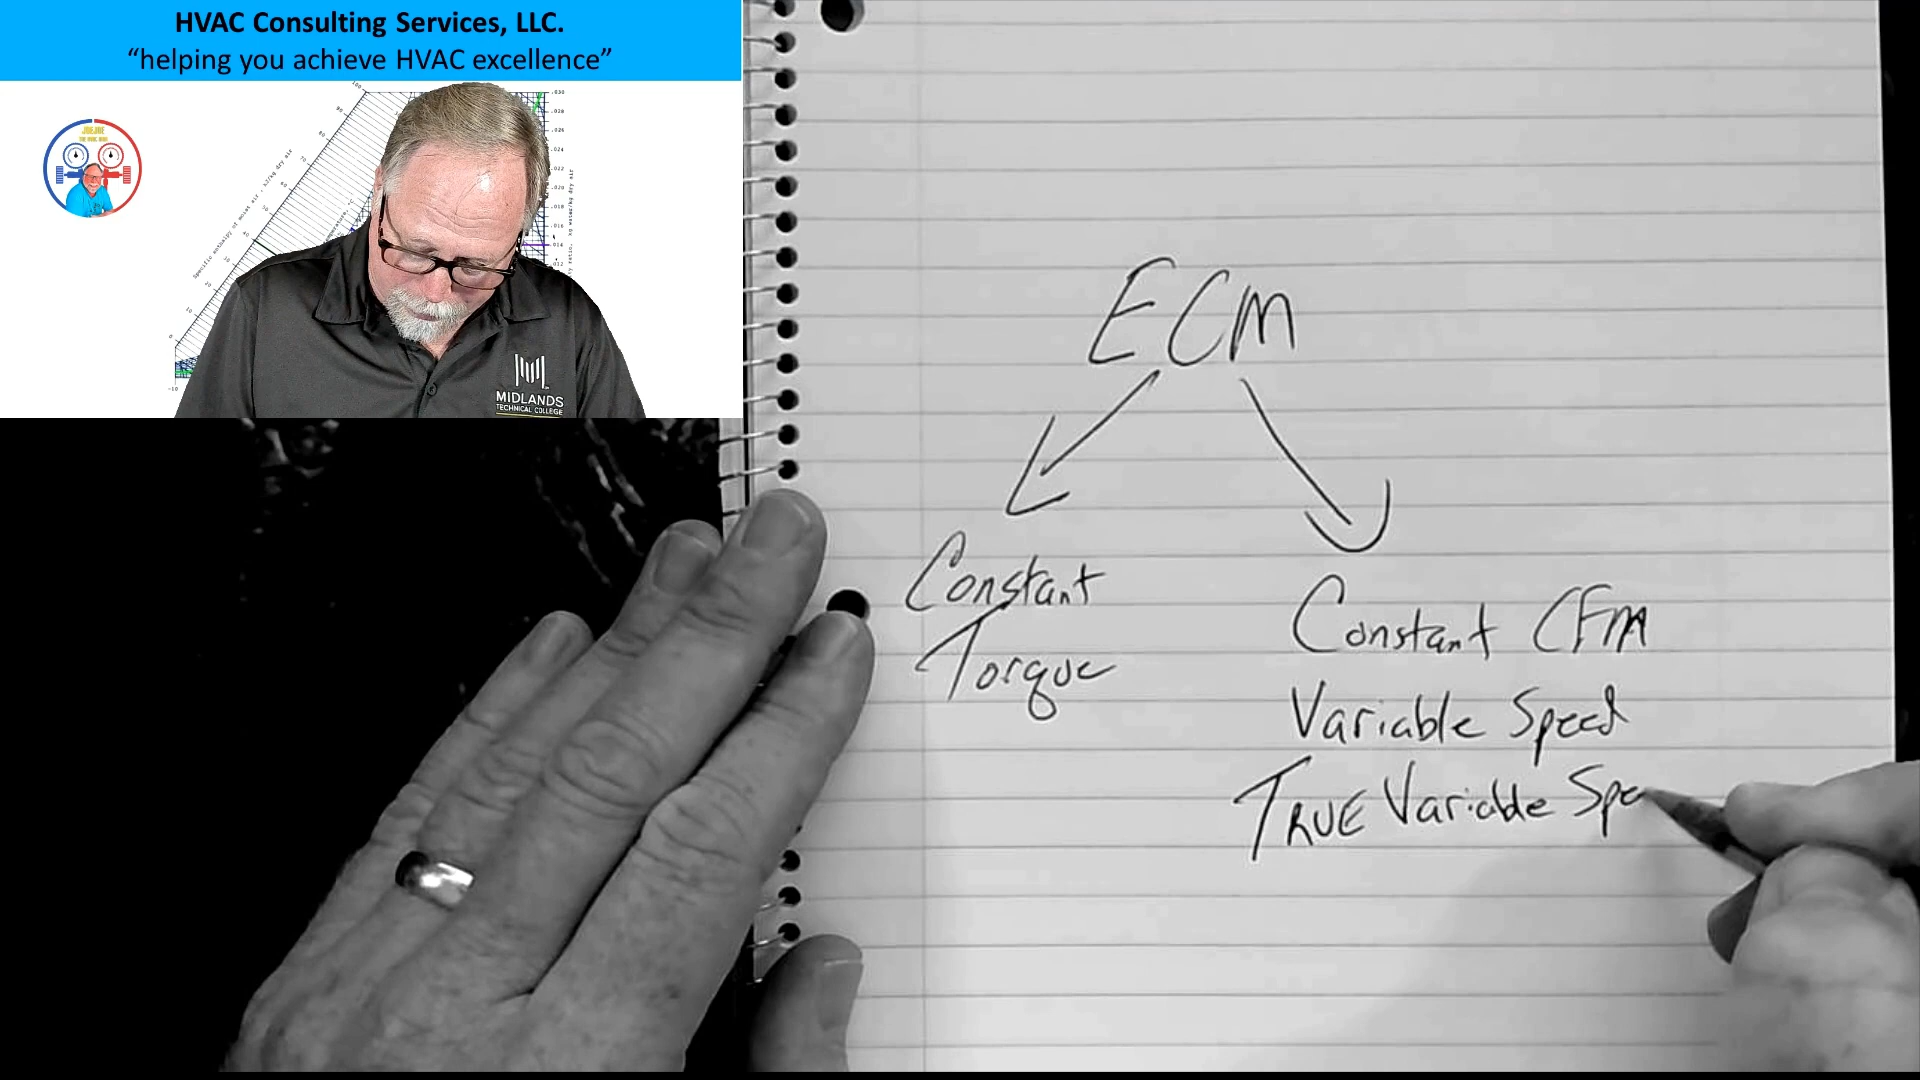 HVAC Consulting Services, LLC.
“helping you achieve HVAC excellence”
JOEJOE
MIDLANDS
TECHNICAL COLLEGE
ECM
Constant
Torque
Constant CFM
Variable Speed
TRUE Variable Spe